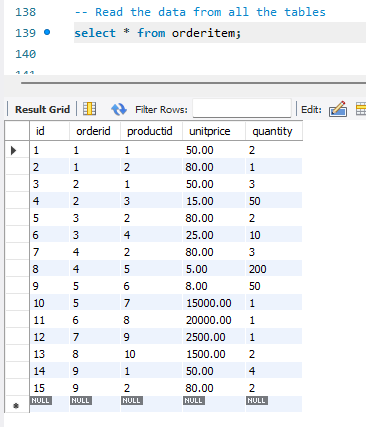 138 -- Read the data from all the tables
139 select * from orderitem;
140
Result Grid Filter Rows: Edit:
id orderid productid unitprice quantity
1 1 1 50.00 2
2 1 2 80.00 1
3 2 1 50.00 3
4 2 3 15.00 50
5 3 2 80.00 2
6 3 4 25.00 10
7 4 2 80.00 3
8 4 5 5.00 200
9 5 6 8.00 50
10 5 7 15000.00 1
11 6 8 20000.00 1
12 7 9 2500.00 1
13 8 10 1500.00 2
14 9 1 50.00 4
15 9 2 80.00 2
NULL NULL NULL NULL NULL